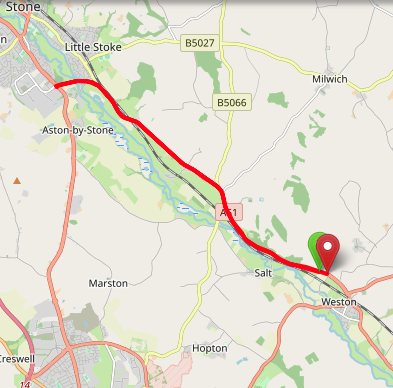 Stone
n
Little Stoke
B5027
Milwich
B5066
Aston-by-Stone
A51
Salt
Marston
Weston
Hopton
Creswell
14